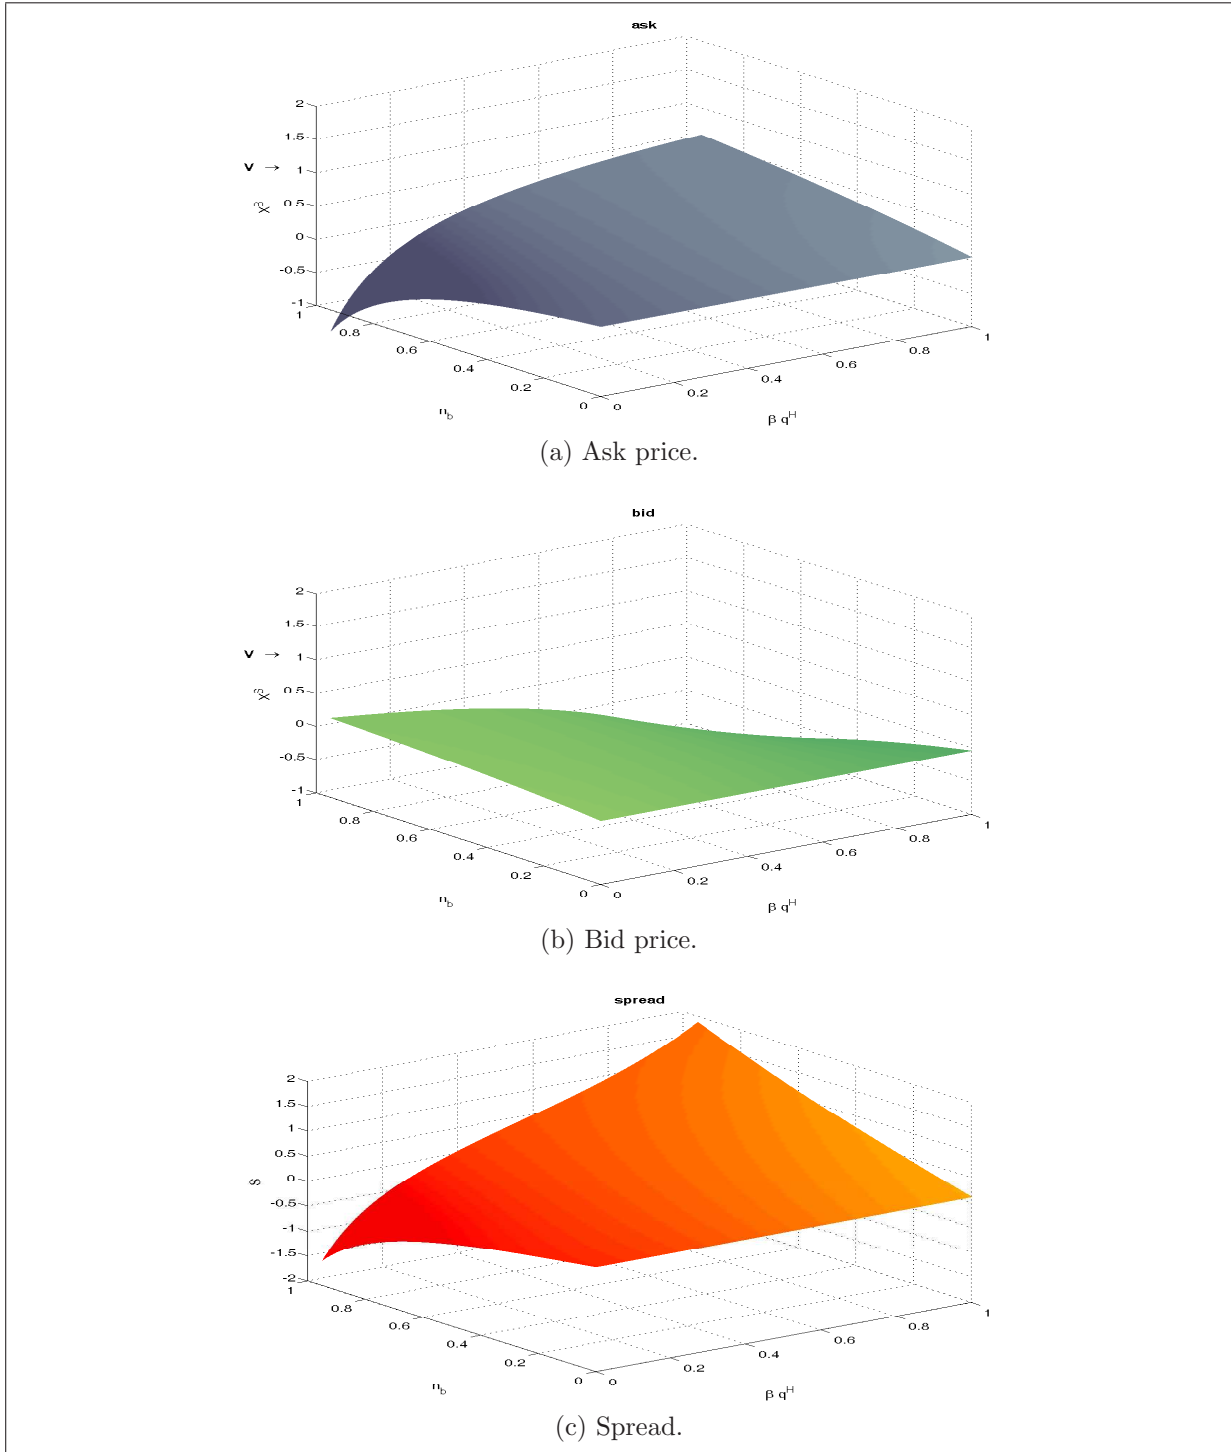 ask
2
1.5
v → 1
χ^S 0.5
0
-0.5
-1
1 0.8 0.6 0.4 0.2 0
0 0.2 0.4 0.6 0.8 1
n_b
β q^H
(a) Ask price.
bid
2
1.5
v → 1
χ^S 0.5
0
-0.5
-1
1 0.8 0.6 0.4 0.2 0
0 0.2 0.4 0.6 0.8 1
n_b
β q^H
(b) Bid price.
spread
2
1.5
1
0.5
S 0
-0.5
-1
-1.5
-2
1 0.8 0.6 0.4 0.2 0
0 0.2 0.4 0.6 0.8 1
n_b
β q^H
(c) Spread.